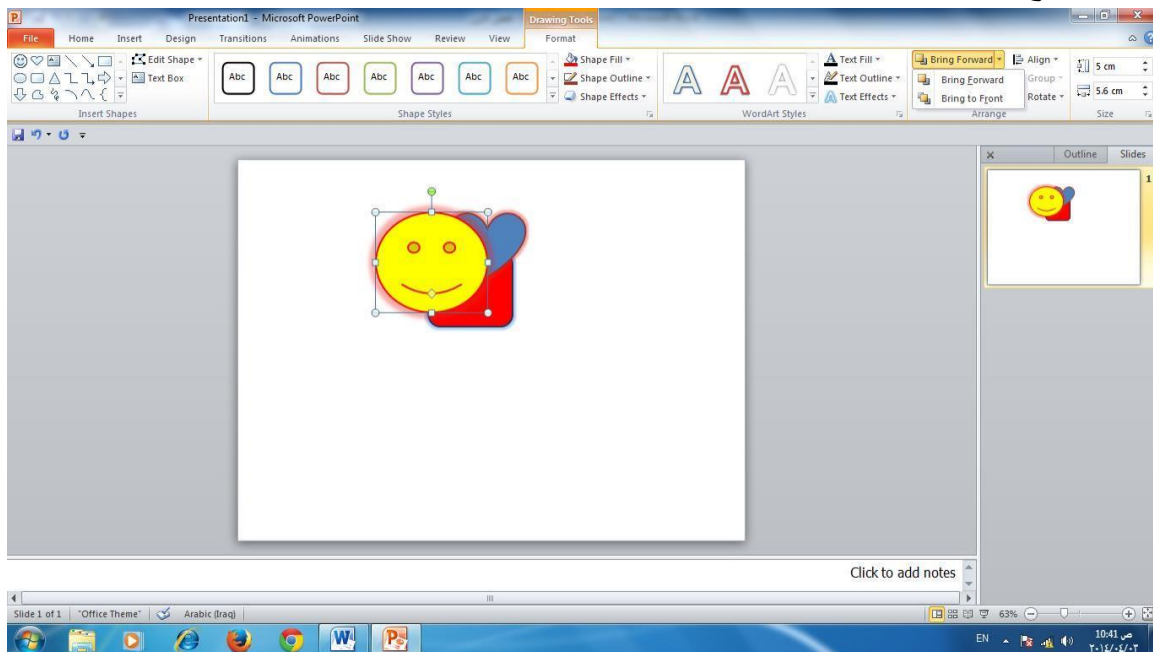 Presentation1 - Microsoft PowerPoint
Drawing Tools
File Home Insert Design Transitions Animations Slide Show Review View Format
Edit Shape
Text Box
Insert Shapes
Abc Abc Abc Abc Abc Abc Abc
Shape Styles
Shape Fill
Shape Outline
Shape Effects
A A A
WordArt Styles
Text Fill
Text Outline
Text Effects
Bring Forward
Bring Forward
Bring to Front
Align
Group
Rotate
Arrange
5 cm
5.6 cm
Size
Outline Slides
1
Click to add notes
Slide 1 of 1 "Office Theme" Arabic (Iraq) 63%
EN 10:41 ص
٢٠١٤/٠٤/٠٣